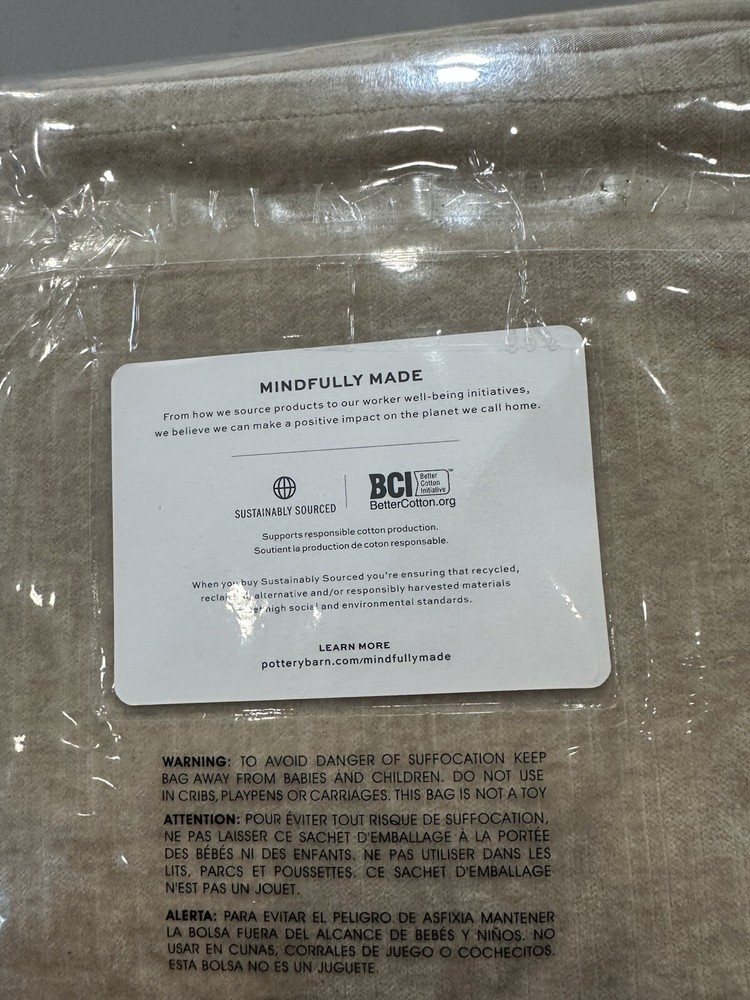 MINDFULLY MADE
From how we source products to our worker well-being initiatives,
we believe we can make a positive impact on the planet we call home.
SUSTAINABLY SOURCED
BCI Better Cotton Initiative™
BetterCotton.org
Supports responsible cotton production.
Soutient la production de coton responsable.
When you buy Sustainably Sourced you're ensuring that recycled,
alternative and/or responsibly harvested materials
high social and environmental standards.
LEARN MORE
potterybarn.com/mindfullymade
WARNING: TO AVOID DANGER OF SUFFOCATION KEEP
BAG AWAY FROM BABIES AND CHILDREN. DO NOT USE
IN CRIBS, PLAYPENS OR CARRIAGES. THIS BAG IS NOT A TOY
ATTENTION: POUR ÉVITER TOUT RISQUE DE SUFFOCATION,
NE PAS LAISSER CE SACHET D'EMBALLAGE À LA PORTÉE
DES BÉBÉS NI DES ENFANTS. NE PAS UTILISER DANS LES
LITS, PARCS ET POUSSETTES. CE SACHET D'EMBALLAGE
N'EST PAS UN JOUET.
ALERTA: PARA EVITAR EL PELIGRO DE ASFIXIA MANTENER
LA BOLSA FUERA DEL ALCANCE DE BEBÉS Y NIÑOS. NO
USAR EN CUNAS, CORRALES DE JUEGO O COCHECITOS.
ESTA BOLSA NO ES UN JUGUETE.